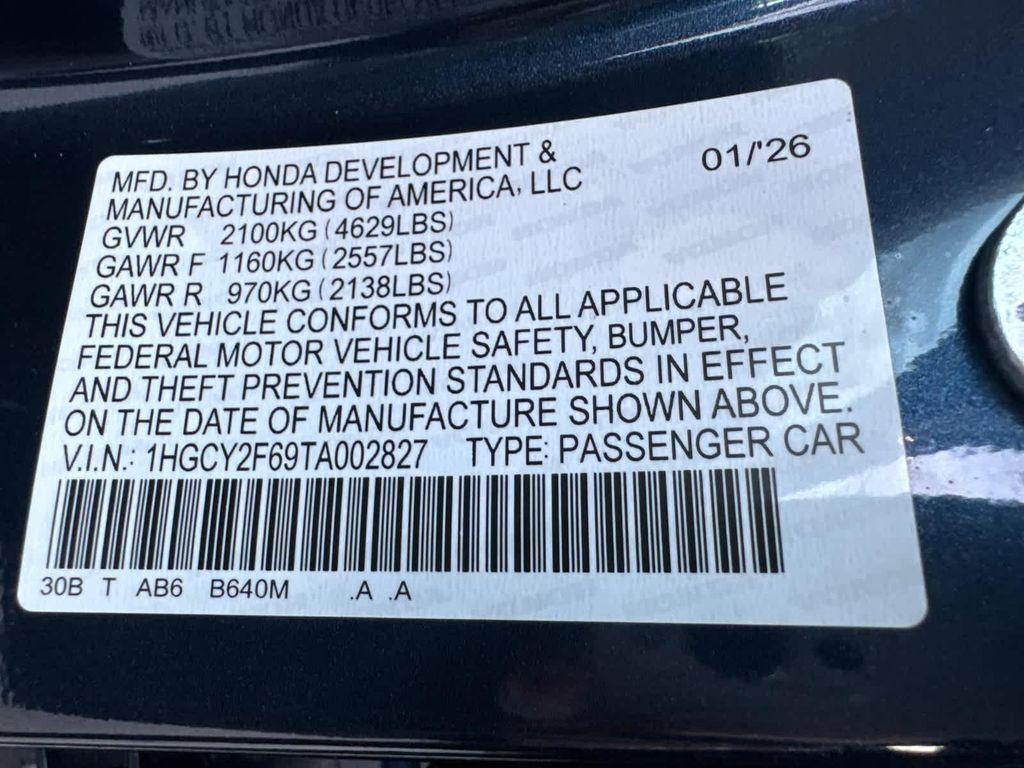 MFD. BY HONDA DEVELOPMENT & 01/'26
MANUFACTURING OF AMERICA, LLC
GVWR 2100KG (4629LBS)
GAWR F 1160KG (2557LBS)
GAWR R 970KG (2138LBS)
THIS VEHICLE CONFORMS TO ALL APPLICABLE
FEDERAL MOTOR VEHICLE SAFETY, BUMPER,
AND THEFT PREVENTION STANDARDS IN EFFECT
ON THE DATE OF MANUFACTURE SHOWN ABOVE.
V.I.N.: 1HGCY2F69TA002827 TYPE: PASSENGER CAR
30B T AB6 B640M .A .A